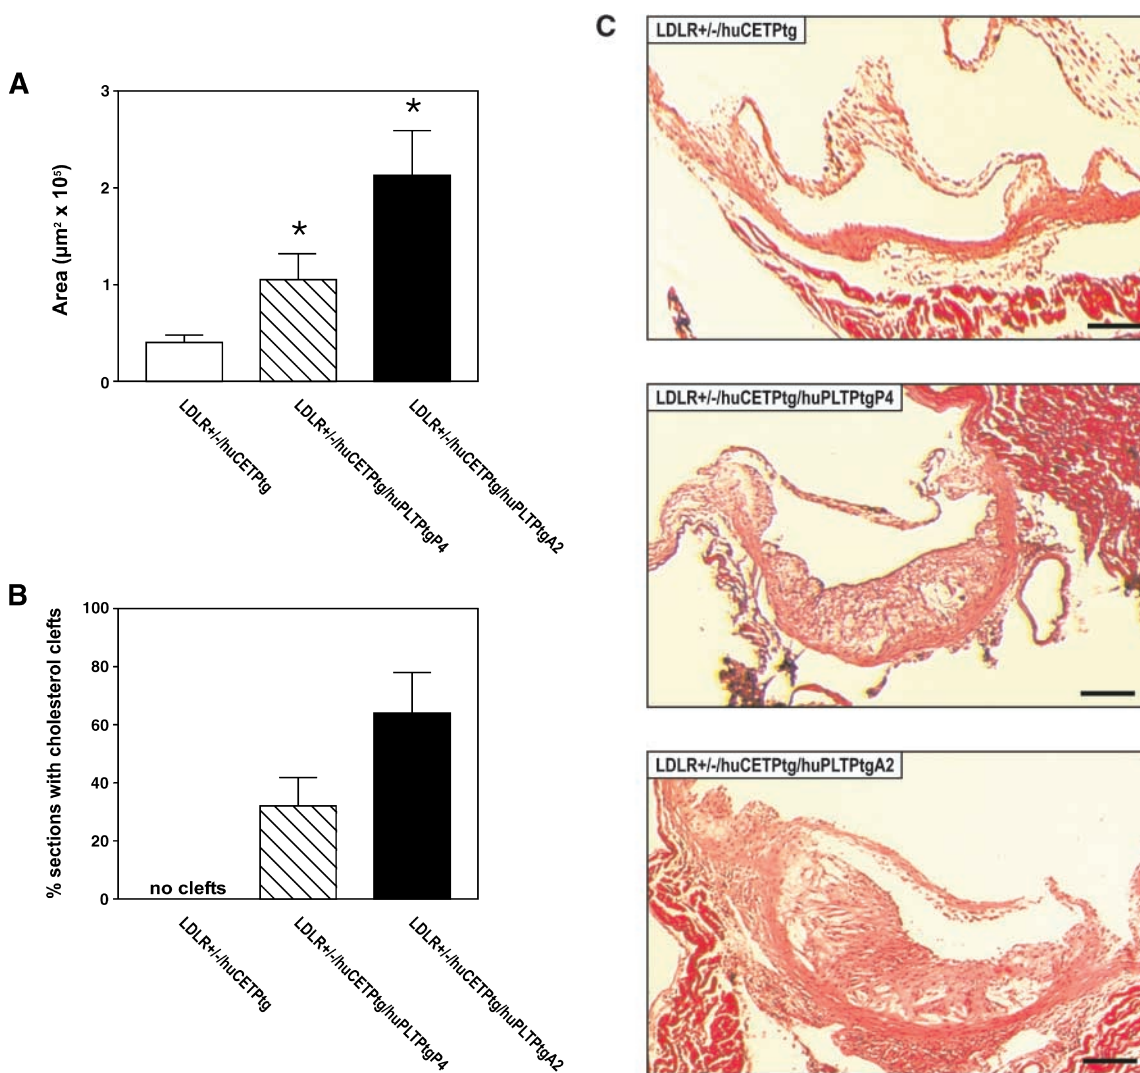 A
3
2
1
0
Area (µm² x 10⁵)
*
*
LDLR+/-/huCETPtg
LDLR+/-/huCETPtg/huPLTPtgP4
LDLR+/-/huCETPtg/huPLTPtgA2
B
100
80
60
40
20
0
% sections with cholesterol clefts
no clefts
LDLR+/-/huCETPtg
LDLR+/-/huCETPtg/huPLTPtgP4
LDLR+/-/huCETPtg/huPLTPtgA2
C
LDLR+/-/huCETPtg
LDLR+/-/huCETPtg/huPLTPtgP4
LDLR+/-/huCETPtg/huPLTPtgA2